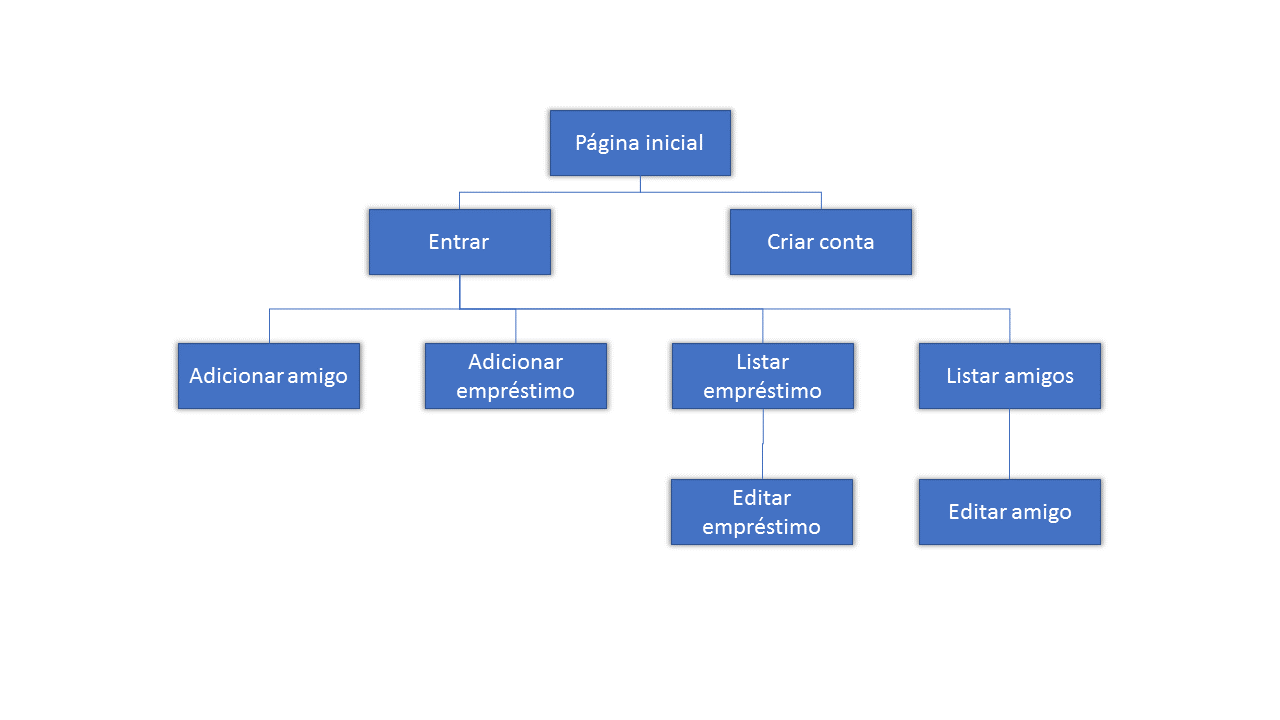 Página inicial
Entrar
Criar conta
Adicionar amigo
Adicionar
empréstimo
Listar
empréstimo
Listar amigos
Editar
empréstimo
Editar amigo